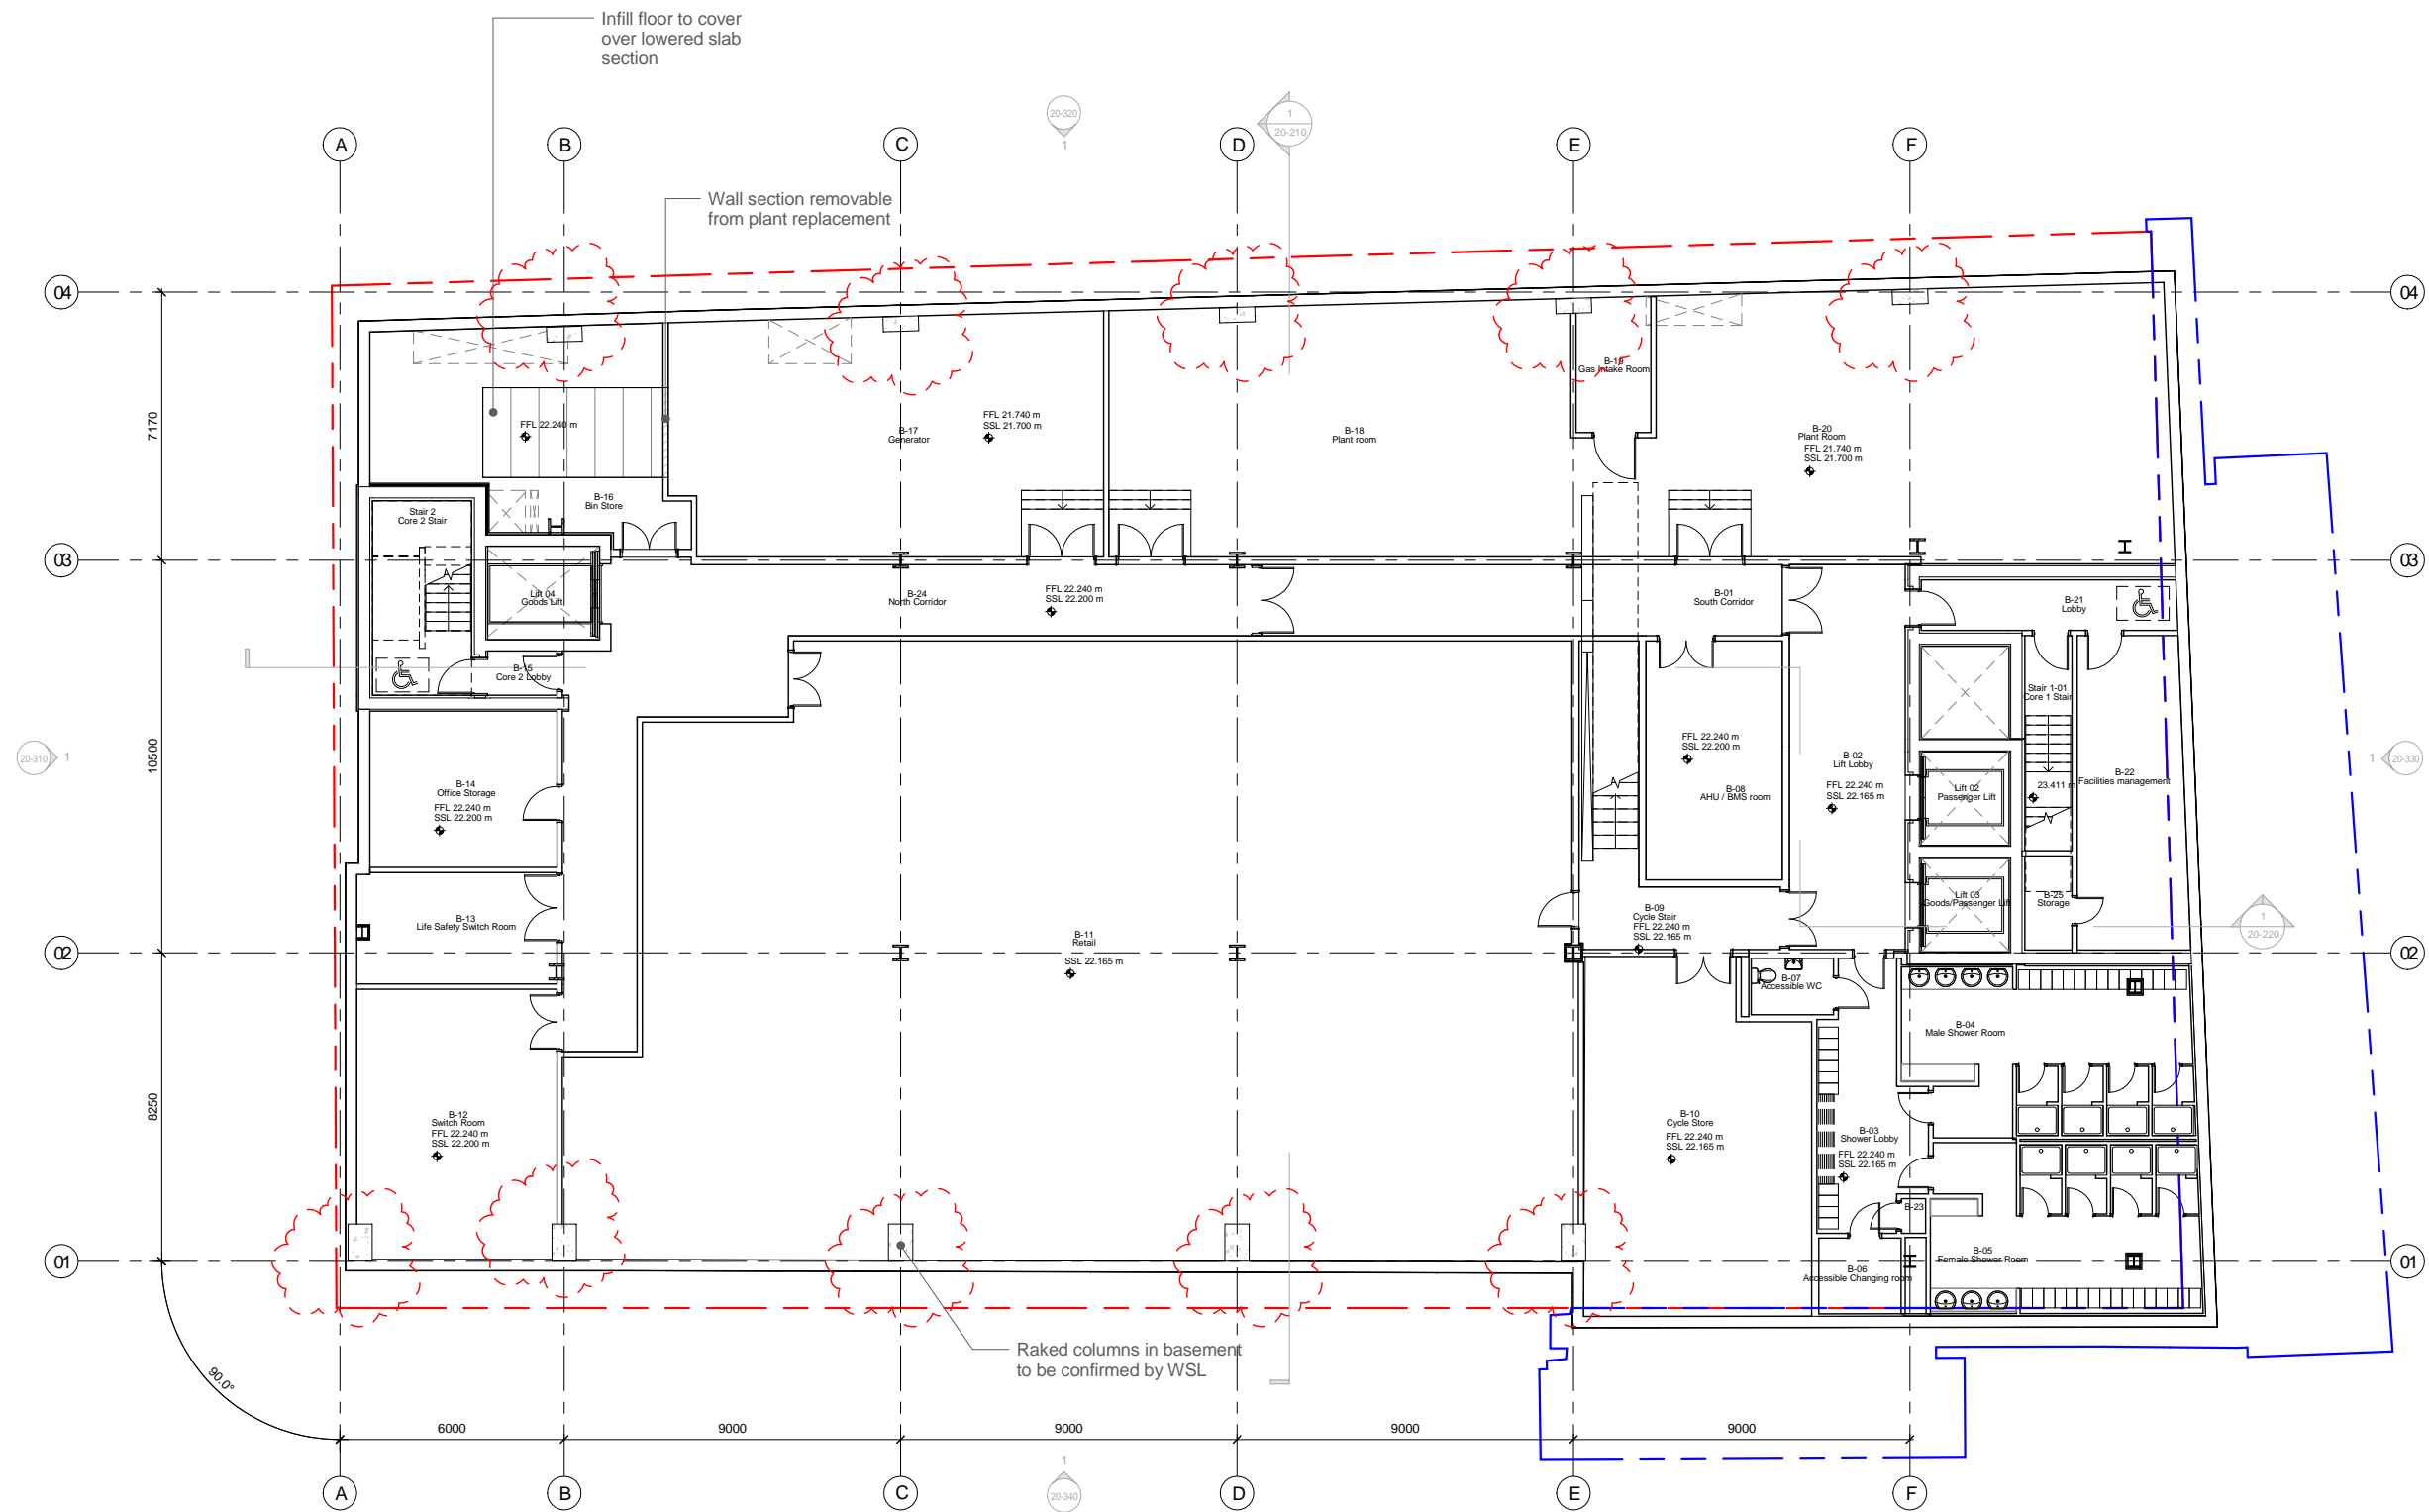 Infill floor to cover
over lowered slab
section
20-320
1
1
20-210
A
B
C
D
E
F
Wall section removable
from plant replacement
04
04
7170
B-19
Gas Intake Room
FFL 22.240 m
B-17
Generator
FFL 21.740 m
SSL 21.700 m
B-18
Plant room
B-20
Plant Room
FFL 21.740 m
SSL 21.700 m
B-16
Bin Store
Stair 2
Core 2 Stair
03
03
Lift 04
Goods Lift
B-24
North Corridor
FFL 22.240 m
SSL 22.200 m
B-01
South Corridor
B-21
Lobby
B-15
Core 2 Lobby
Stair 1-01
Core 1 Stair
20-310
1
10500
FFL 22.240 m
SSL 22.200 m
B-02
Lift Lobby
FFL 22.240 m
SSL 22.165 m
B-22
Facilities management
1
20-330
B-14
Office Storage
FFL 22.240 m
SSL 22.200 m
B-08
AHU / BMS room
Lift 02
Passenger Lift
23.411 m
B-13
Life Safety Switch Room
B-09
Cycle Stair
FFL 22.240 m
SSL 22.165 m
Lift 03
Goods/Passenger Lift
B-25
Storage
1
20-220
02
02
B-11
Retail
SSL 22.165 m
B-07
Accessible WC
B-04
Male Shower Room
8250
B-12
Switch Room
FFL 22.240 m
SSL 22.200 m
B-10
Cycle Store
FFL 22.240 m
SSL 22.165 m
B-03
Shower Lobby
FFL 22.240 m
SSL 22.165 m
B-23
B-05
Female Shower Room
01
01
B-06
Accessible Changing room
Raked columns in basement
to be confirmed by WSL
90.0°
6000
9000
9000
9000
9000
1
20-340
A
B
C
D
E
F